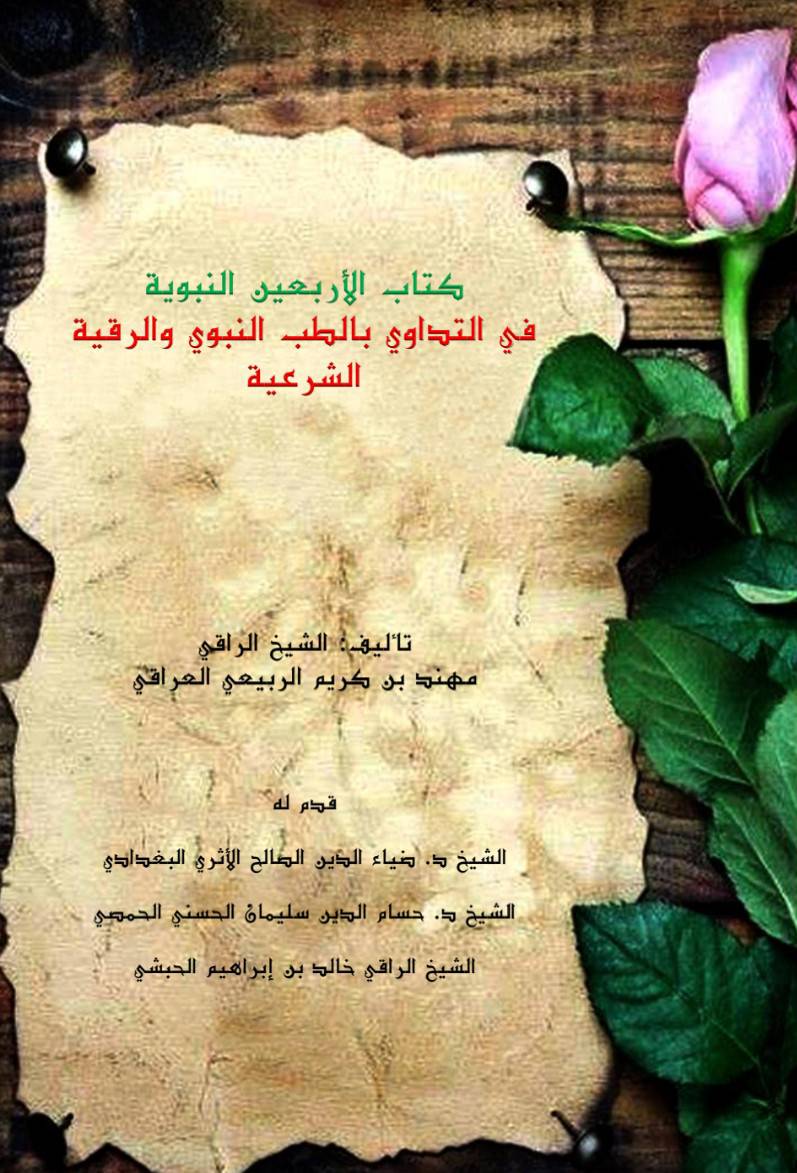 كتاب الأربعين النبوية
في التداوي بالطب النبوي والرقية
الشرعية
تأليف: الشيخ الراقي
مهند بن كريم الربيعي العراقي
قدم له
الشيخ د. ضياء الدين الصالح الأثري البغدادي
الشيخ د. حسام الدين سليمان الحسني الحمصي
الشيخ الراقي خالد بن إبراهيم الحبشي